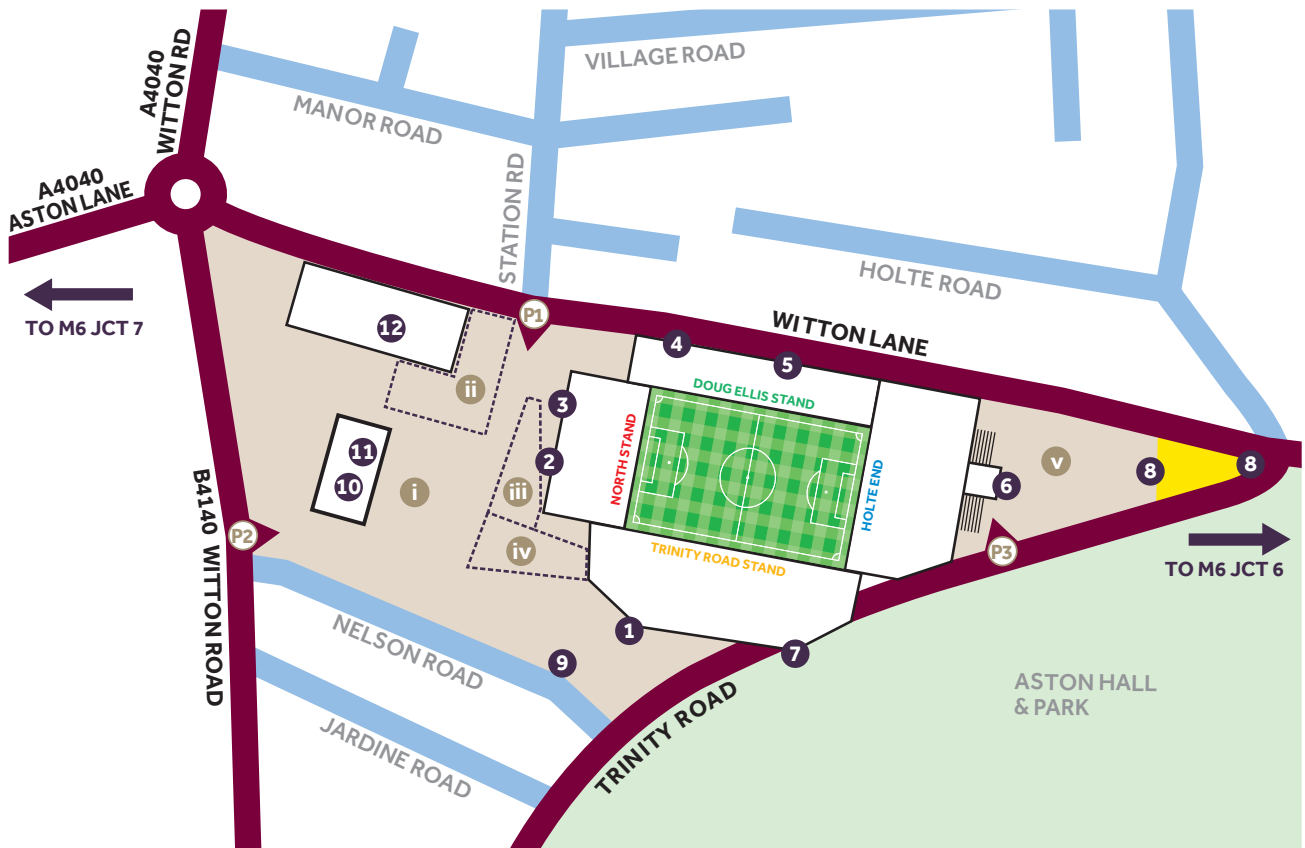 VILLAGE ROAD
A4040
WITTON RD
MANOR ROAD
STATION RD
A4040
ASTON LANE
HOLTE ROAD
TO M6 JCT 7
P1
WITTON LANE
12
4
5
ii
DOUG ELLIS STAND
3
NORTH STAND
HOLTE END
11
10
i
2
iii
6
v
8
8
B4140 WITTON ROAD
P2
iv
TRINITY ROAD STAND
P3
TO M6 JCT 6
NELSON ROAD
1
7
9
ASTON HALL
& PARK
JARDINE ROAD
TRINITY ROAD